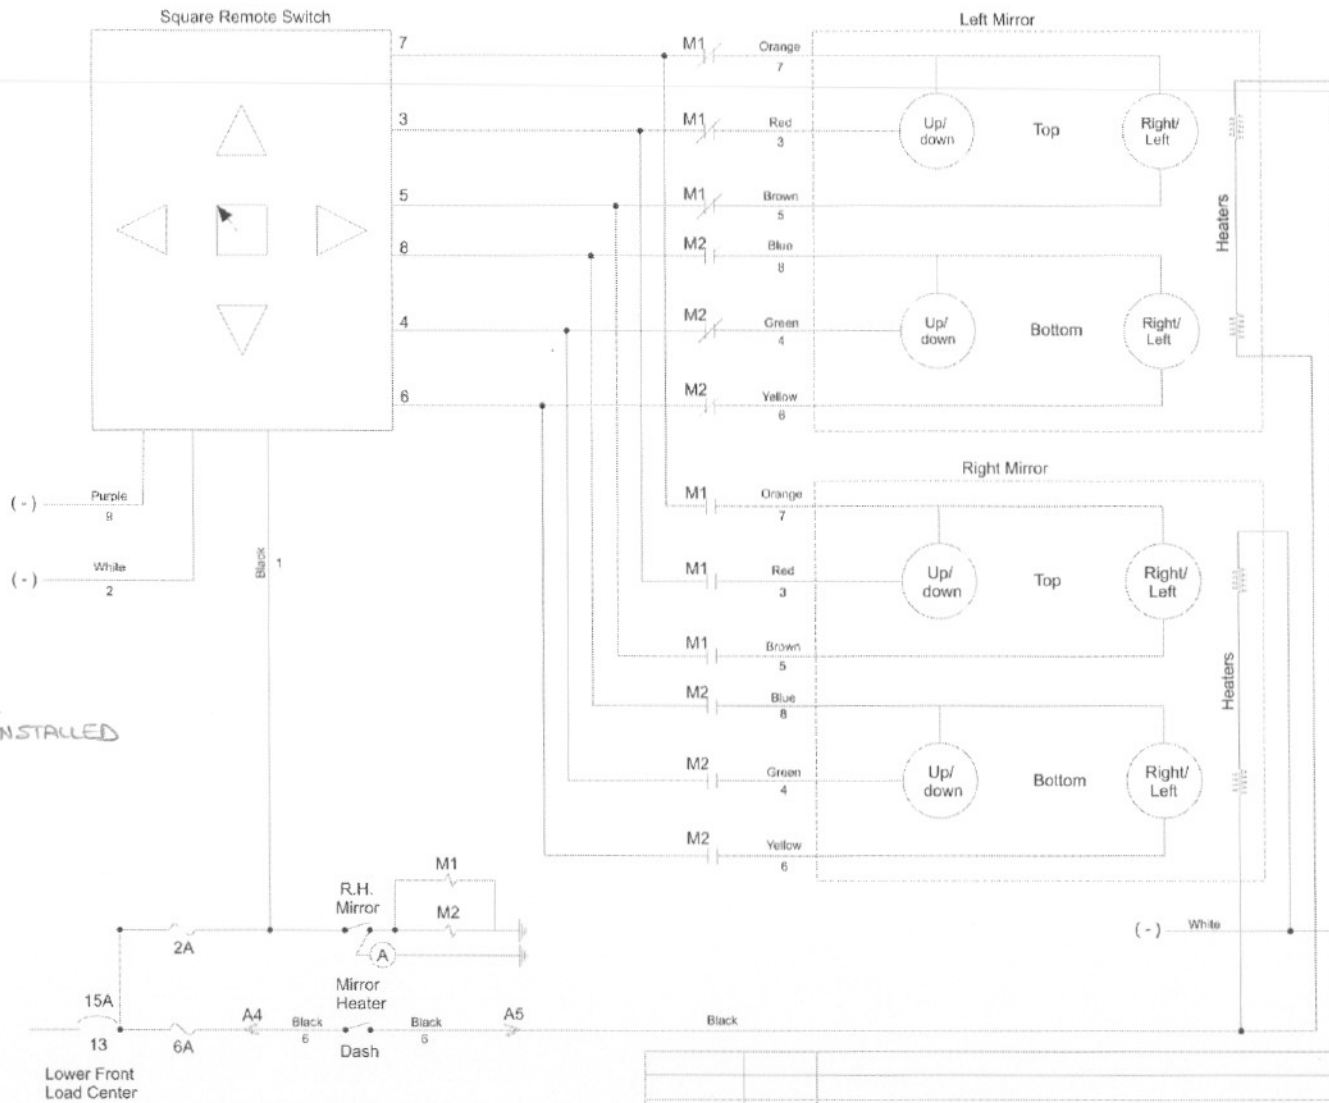 Square Remote Switch
Left Mirror
7
M1
Orange
7
3
M1
Red
3
Up/
down
Top
Right/
Left
5
M1
Brown
5
Heaters
8
M2
Blue
8
4
M2
Green
4
Up/
down
Bottom
Right/
Left
6
M2
Yellow
6
Right Mirror
(-)
Purple
9
M1
Orange
7
(-)
White
2
Black
1
M1
Red
3
Up/
down
Top
Right/
Left
M1
Brown
5
Heaters
M2
Blue
8
NSTALLED
M2
Green
4
Up/
down
Bottom
Right/
Left
M2
Yellow
6
M1
R.H.
Mirror
M2
2A
A
(-)
White
Mirror
Heater
15A
A4
Black
6
Black
6
A5
Black
13
6A
Dash
Lower Front
Load Center